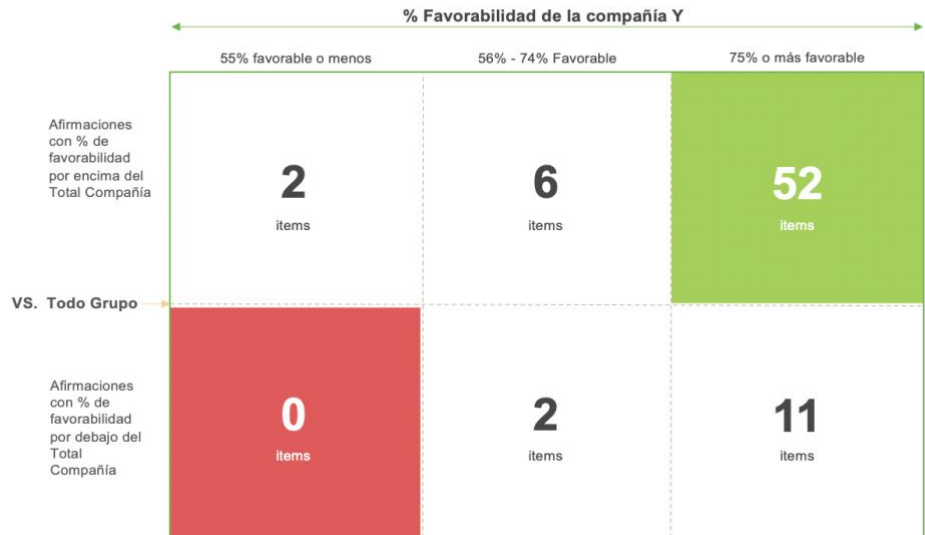 % Favorabilidad de la compañía Y
55% favorable o menos
56% - 74% Favorable
75% o más favorable
Afirmaciones
con % de
favorabilidad
por encima del
Total Compañía
2
items
6
items
52
items
VS. Todo Grupo
Afirmaciones
con % de
favorabilidad
por debajo del
Total
Compañía
0
items
2
items
11
items